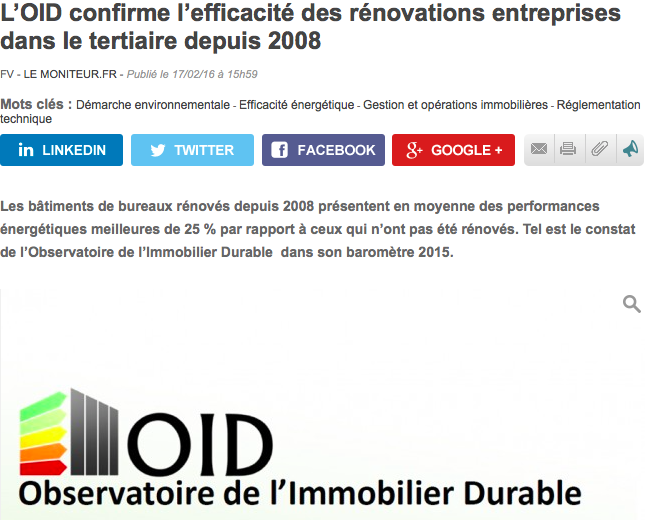 L’OID confirme l’efficacité des rénovations entreprises
dans le tertiaire depuis 2008
FV - LE MONITEUR.FR - Publié le 17/02/16 à 15h59
Mots clés : Démarche environnementale - Efficacité énergétique - Gestion et opérations immobilières - Réglementation
technique
in LINKEDIN TWITTER f FACEBOOK g+ GOOGLE +
Les bâtiments de bureaux rénovés depuis 2008 présentent en moyenne des performances
énergétiques meilleures de 25 % par rapport à ceux qui n’ont pas été rénovés. Tel est le constat
de l’Observatoire de l’Immobilier Durable dans son baromètre 2015.
OID
Observatoire de l’Immobilier Durable